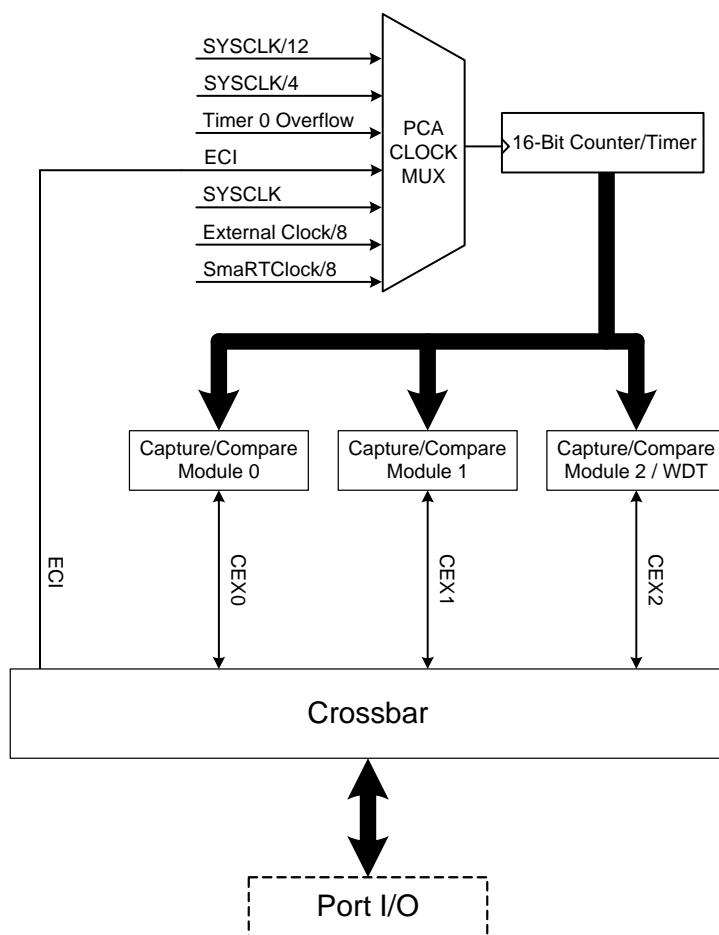 SYSCLK/12
SYSCLK/4
Timer 0 Overflow
ECI
SYSCLK
External Clock/8
SmaRTClock/8
PCA
CLOCK
MUX
16-Bit Counter/Timer
Capture/Compare
Module 0
Capture/Compare
Module 1
Capture/Compare
Module 2 / WDT
ECI
CEX0
CEX1
CEX2
Crossbar
Port I/O